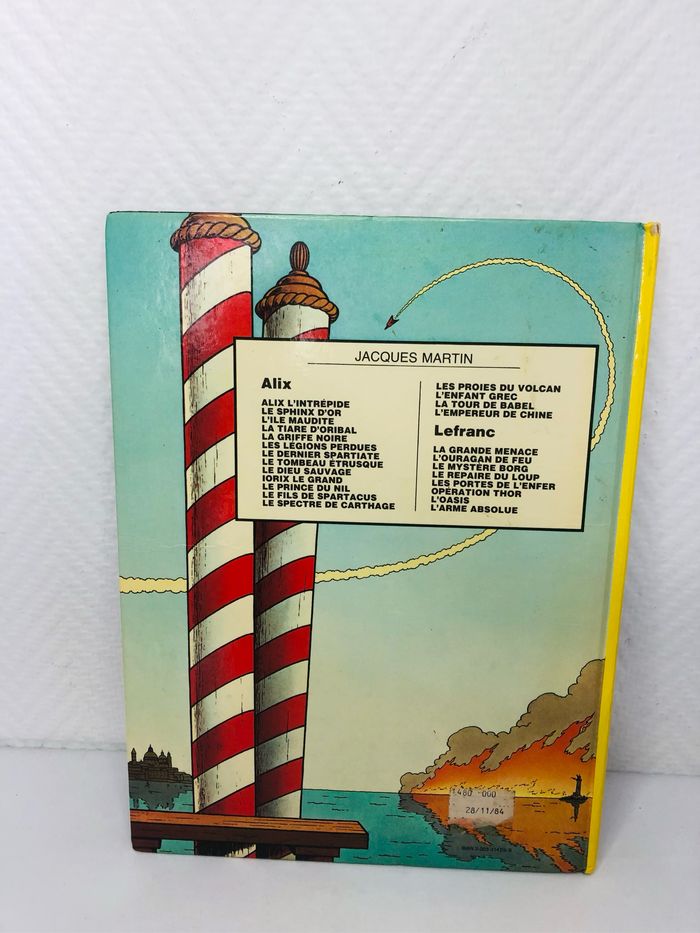 JACQUES MARTIN
Alix
ALIX L'INTRÉPIDE
LE SPHINX D'OR
L'ILE MAUDITE
LA TIARE D'ORIBAL
LA GRIFFE NOIRE
LES LÉGIONS PERDUES
LE DERNIER SPARTIATE
LE TOMBEAU ÉTRUSQUE
LE DIEU SAUVAGE
IORIX LE GRAND
LE PRINCE DU NIL
LE FILS DE SPARTACUS
LE SPECTRE DE CARTHAGE
LES PROIES DU VOLCAN
L'ENFANT GREC
LA TOUR DE BABEL
L'EMPEREUR DE CHINE
Lefranc
LA GRANDE MENACE
L'OURAGAN DE FEU
LE MYSTÈRE BORG
LE REPAIRE DU LOUP
LES PORTES DE L'ENFER
OPÉRATION THOR
L'OASIS
L'ARME ABSOLUE
480 000
28/11/84
ISBN